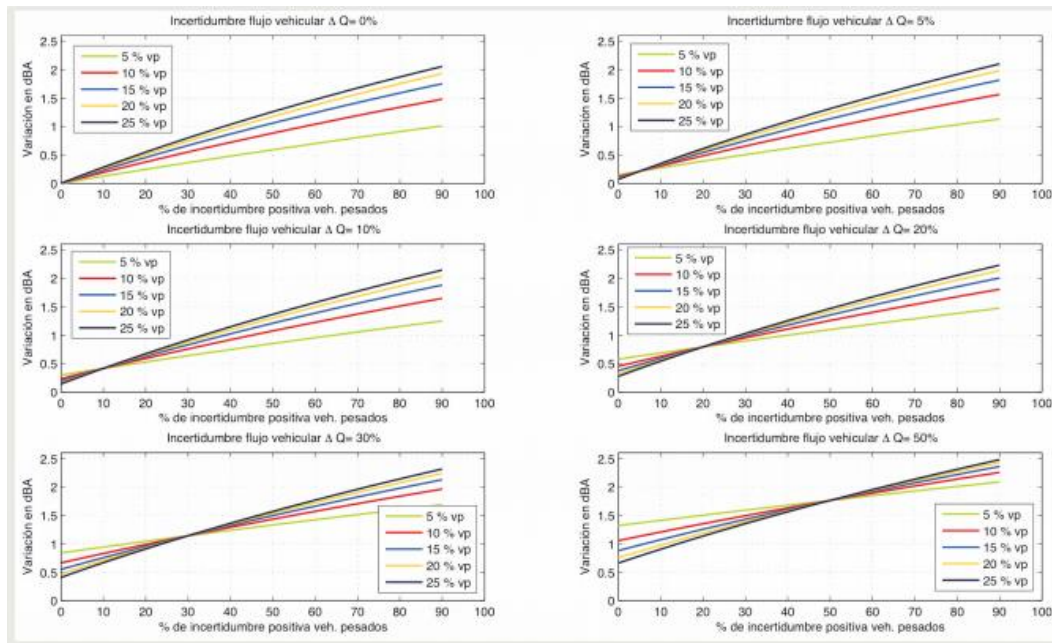 Incertidumbre flujo vehicular Δ Q= 0%
2.5
2
1.5
1
0.5
0
Variación en dBA
5 % vp
10 % vp
15 % vp
20 % vp
25 % vp
0 10 20 30 40 50 60 70 80 90 100
% de incertidumbre positiva veh. pesados
Incertidumbre flujo vehicular Δ Q= 5%
2.5
2
1.5
1
0.5
0
Variación en dBA
5 % vp
10 % vp
15 % vp
20 % vp
25 % vp
0 10 20 30 40 50 60 70 80 90 100
% de incertidumbre positiva veh. pesados
Incertidumbre flujo vehicular Δ Q= 10%
2.5
2
1.5
1
0.5
0
Variación en dBA
5 % vp
10 % vp
15 % vp
20 % vp
25 % vp
0 10 20 30 40 50 60 70 80 90 100
% de incertidumbre positiva veh. pesados
Incertidumbre flujo vehicular Δ Q= 20%
2.5
2
1.5
1
0.5
0
Variación en dBA
5 % vp
10 % vp
15 % vp
20 % vp
25 % vp
0 10 20 30 40 50 60 70 80 90 100
% de incertidumbre positiva veh. pesados
Incertidumbre flujo vehicular Δ Q= 30%
2.5
2
1.5
1
0.5
0
Variación en dBA
5 % vp
10 % vp
15 % vp
20 % vp
25 % vp
0 10 20 30 40 50 60 70 80 90 100
% de incertidumbre positiva veh. pesados
Incertidumbre flujo vehicular Δ Q= 50%
2.5
2
1.5
1
0.5
0
Variación en dBA
5 % vp
10 % vp
15 % vp
20 % vp
25 % vp
0 10 20 30 40 50 60 70 80 90 100
% de incertidumbre positiva veh. pesados